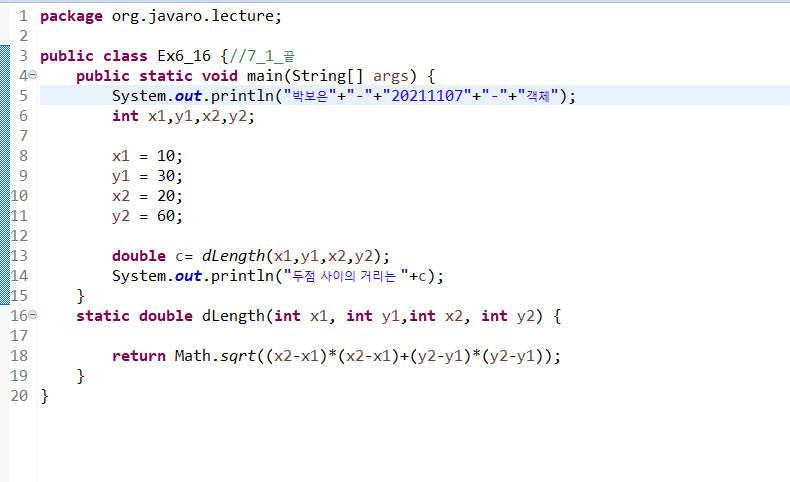 1 package org.javaro.lecture;
2
3 public class Ex6_16 {//7_1_끝
4 public static void main(String[] args) {
5 System.out.println("박보은"+"-"+"20211107"+"-"+"객체");
6 int x1,y1,x2,y2;
7
8 x1 = 10;
9 y1 = 30;
10 x2 = 20;
11 y2 = 60;
12
13 double c= dLength(x1,y1,x2,y2);
14 System.out.println("두점 사이의 거리는 "+c);
15 }
16 static double dLength(int x1, int y1,int x2, int y2) {
17
18 return Math.sqrt((x2-x1)*(x2-x1)+(y2-y1)*(y2-y1));
19 }
20 }